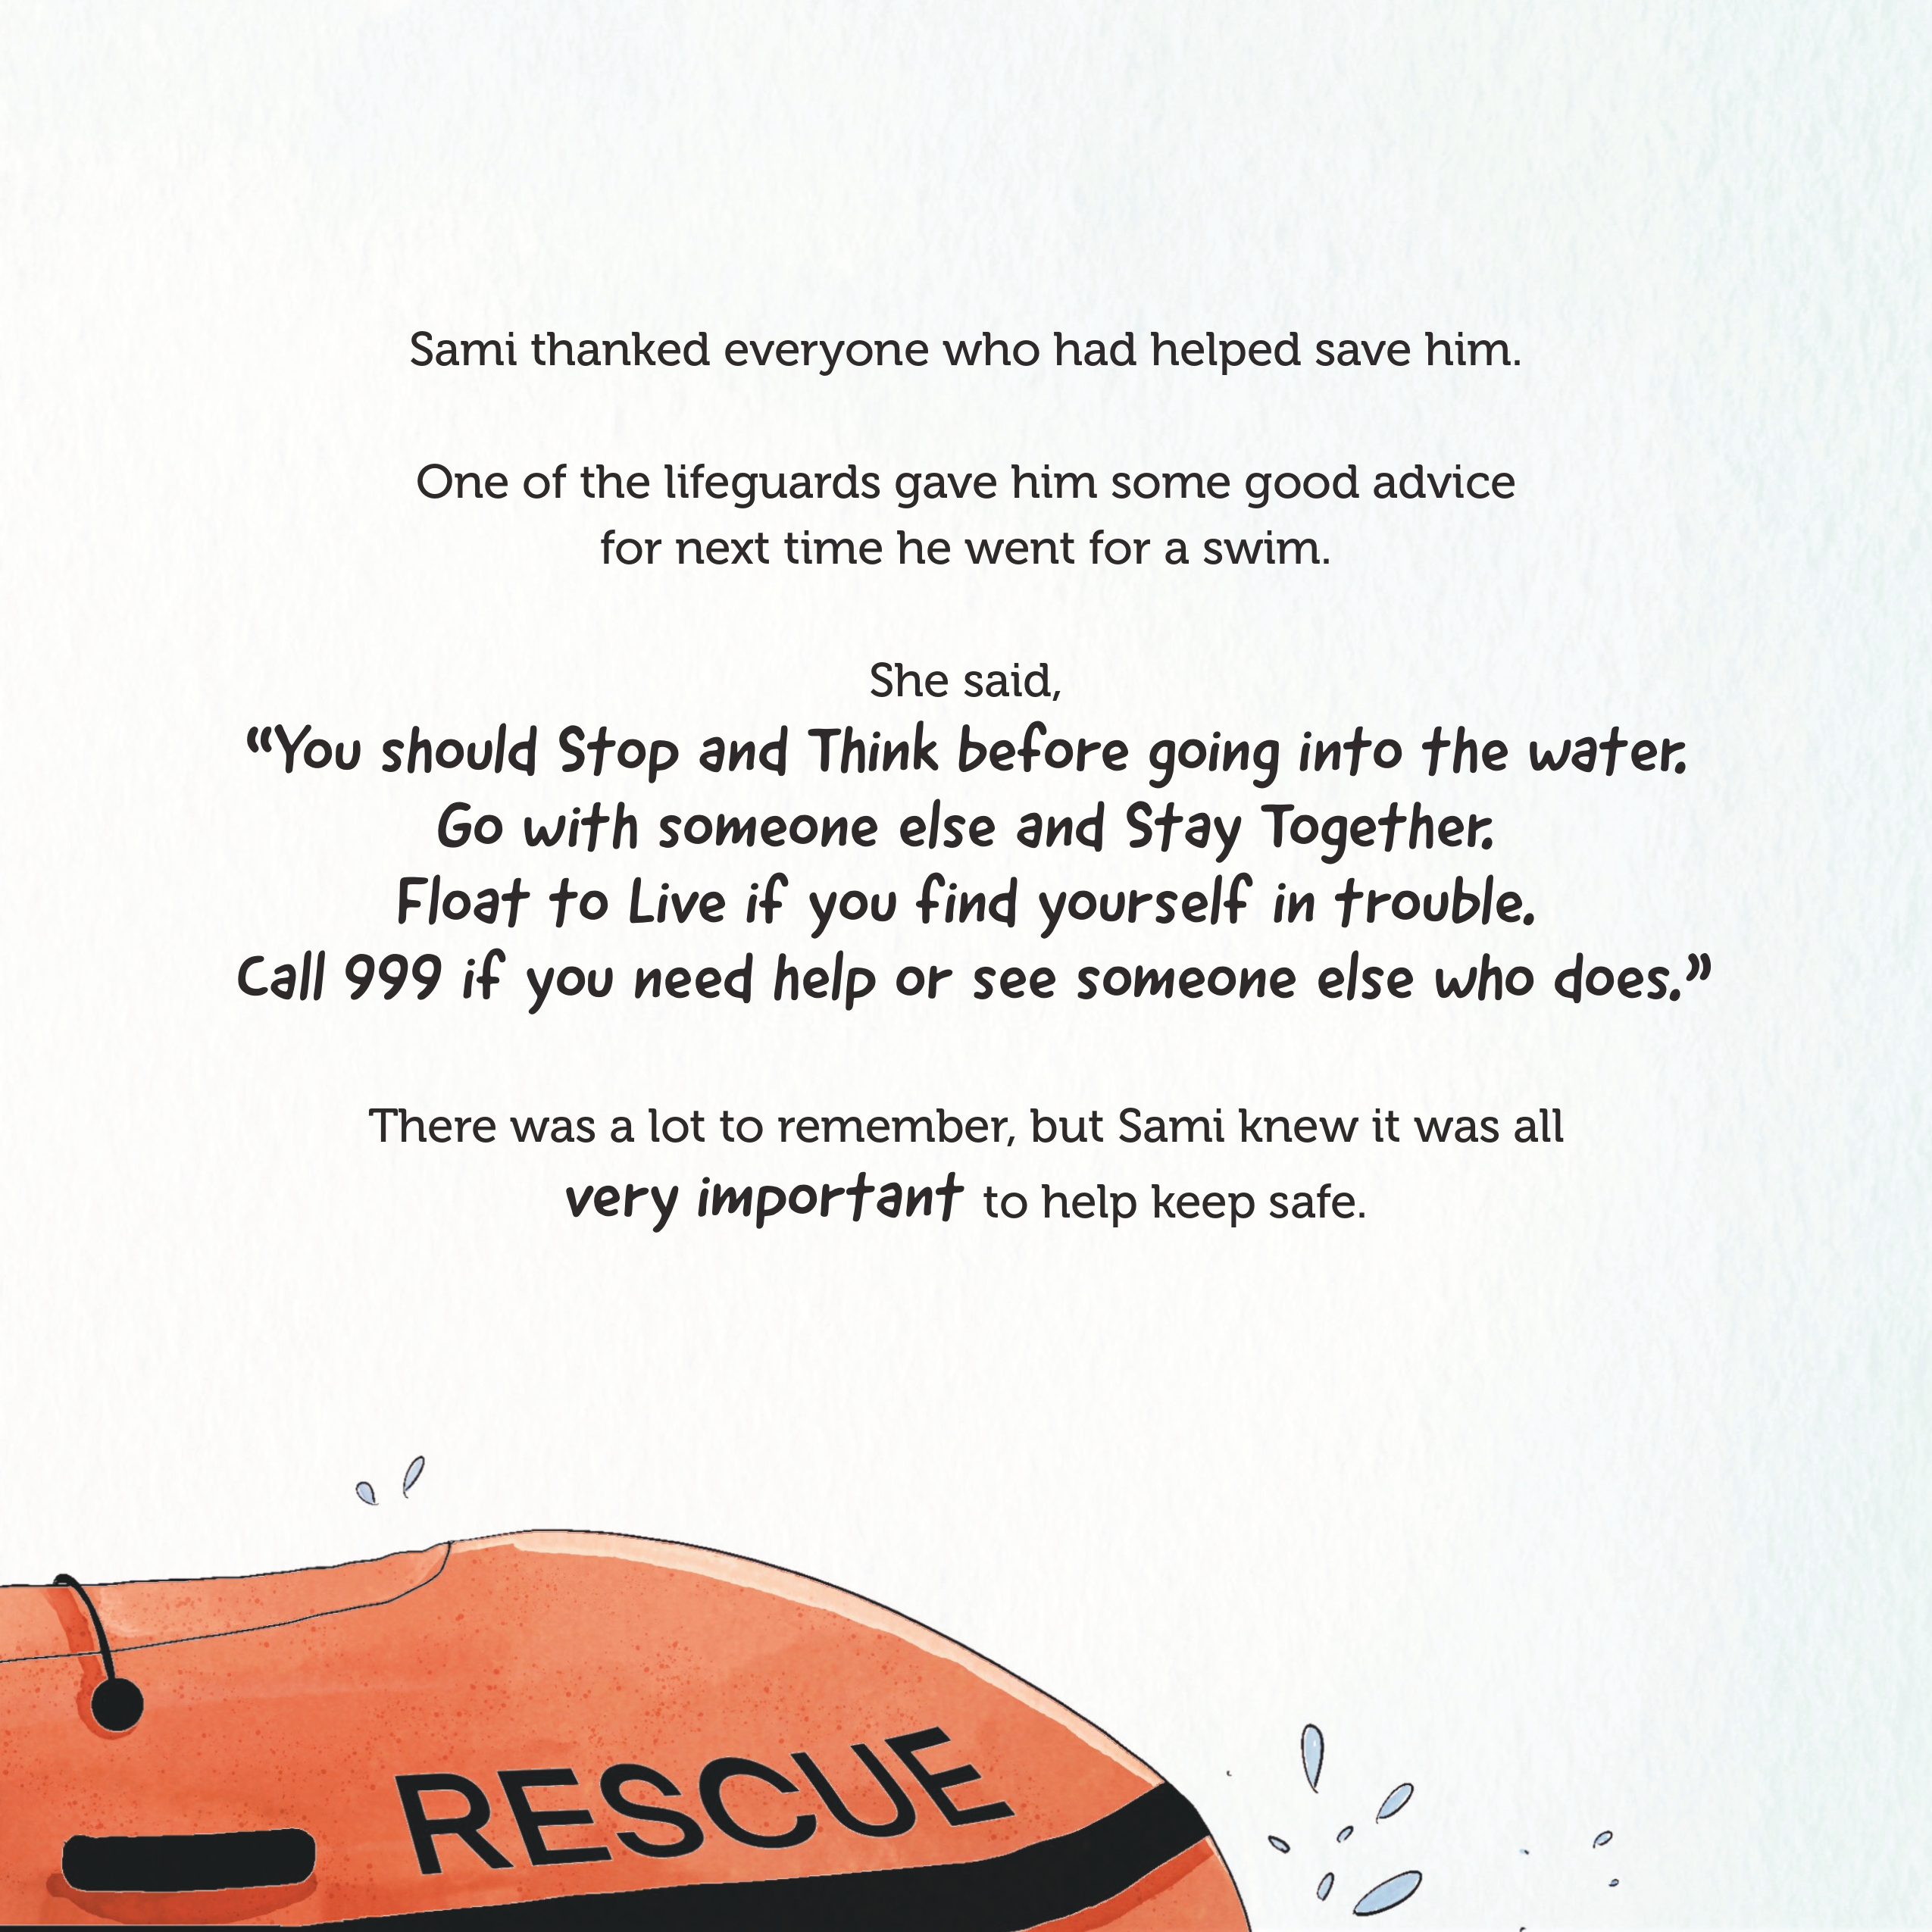 Sami thanked everyone who had helped save him.
One of the lifeguards gave him some good advice
for next time he went for a swim.
She said,
“You should Stop and Think before going into the water.
Go with someone else and Stay Together.
Float to Live if you find yourself in trouble.
Call 999 if you need help or see someone else who does.”
There was a lot to remember, but Sami knew it was all
very important to help keep safe.
RESCUE